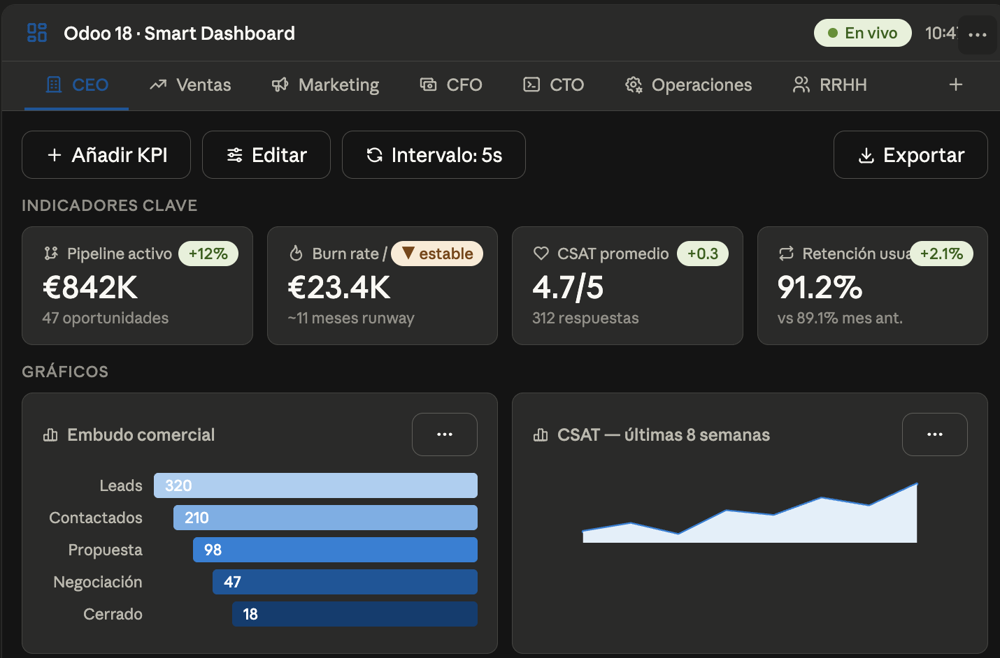 Odoo 18 · Smart Dashboard
En vivo
10:4
CEO
Ventas
Marketing
CFO
CTO
Operaciones
RRHH
+
+ Añadir KPI
Editar
Intervalo: 5s
Exportar
INDICADORES CLAVE
Pipeline activo +12%
€842K
47 oportunidades
Burn rate / ▼ estable
€23.4K
~11 meses runway
CSAT promedio +0.3
4.7/5
312 respuestas
Retención usua +2.1%
91.2%
vs 89.1% mes ant.
GRÁFICOS
Embudo comercial
Leads 320
Contactados 210
Propuesta 98
Negociación 47
Cerrado 18
CSAT — últimas 8 semanas